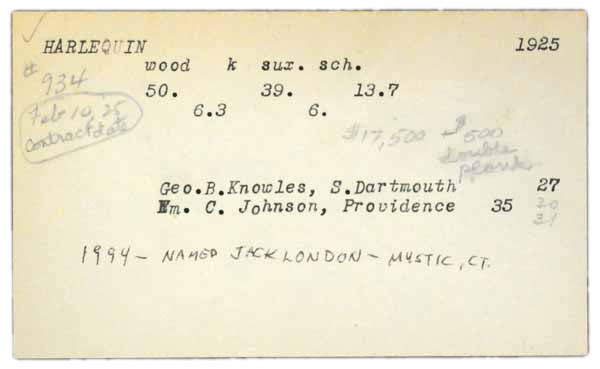 HARLEQUIN 1925
wood k aux. sch.
# 934
50. 39. 13.7
6.3 6.
Feb 10, 25
contract date
$17,500 + $500
double
plank
Geo.B.Knowles, S.Dartmouth 27
Wm. C. Johnson, Providence 35 30
31
1994 - NAMED JACK LONDON - MYSTIC, CT.